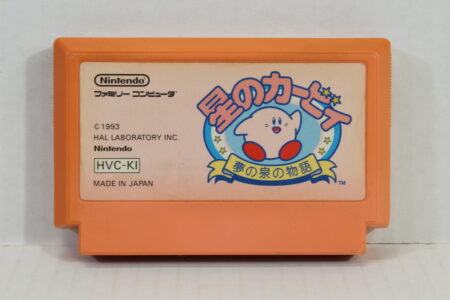 Nintendo
ファミリー コンピュータ
© 1993
HAL LABORATORY INC.
Nintendo
HVC-KI
MADE IN JAPAN
星のカービィ
夢の泉の物語
TM